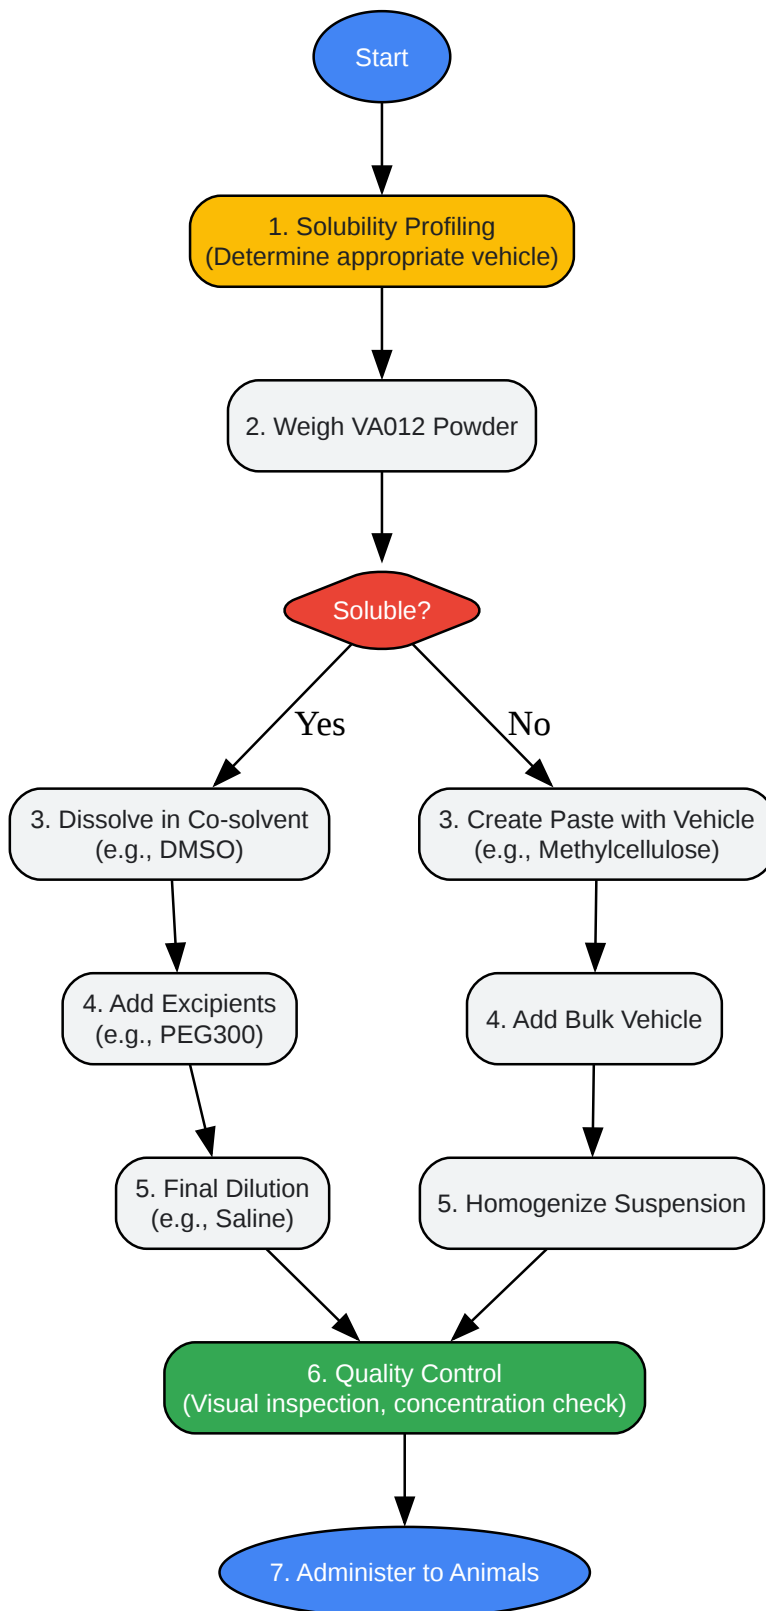 Start
1. Solubility Profiling
(Determine appropriate vehicle)
2. Weigh VA012 Powder
Soluble?
Yes
No
3. Dissolve in Co-solvent
(e.g., DMSO)
3. Create Paste with Vehicle
(e.g., Methylcellulose)
4. Add Excipients
(e.g., PEG300)
4. Add Bulk Vehicle
5. Final Dilution
(e.g., Saline)
5. Homogenize Suspension
6. Quality Control
(Visual inspection, concentration check)
7. Administer to Animals